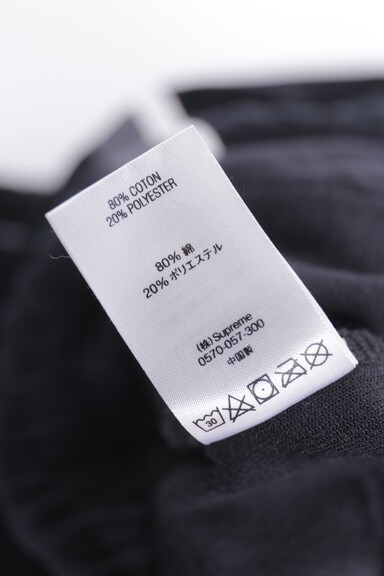 80% COTON
20% POLYESTER
80% 綿
20% ポリエステル
(株) Supreme
0570-057-300
中国製
30